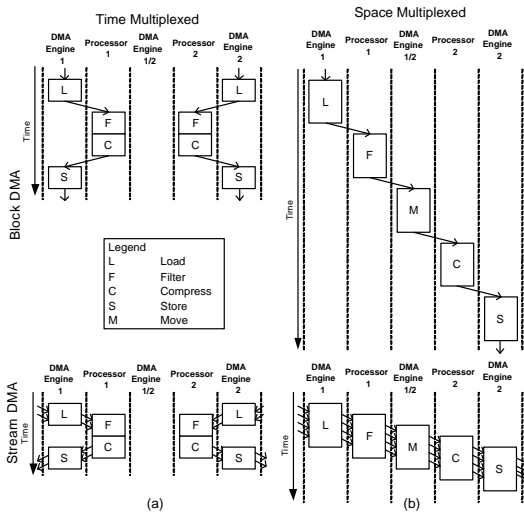 Time Multiplexed
Space Multiplexed
DMA Engine 1
Processor 1
DMA Engine 1/2
Processor 2
DMA Engine 2
DMA Engine 1
Processor 1
DMA Engine 1/2
Processor 2
DMA Engine 2
Block DMA
Time
L
F
C
S
L
F
C
S
Time
L
F
M
C
S
Legend
L Load
F Filter
C Compress
S Store
M Move
DMA Engine 1
Processor 1
DMA Engine 1/2
Processor 2
DMA Engine 2
DMA Engine 1
Processor 1
DMA Engine 1/2
Processor 2
DMA Engine 2
Stream DMA
Time
L
F
C
S
L
F
C
S
Time
L
F
M
C
S
(a)
(b)